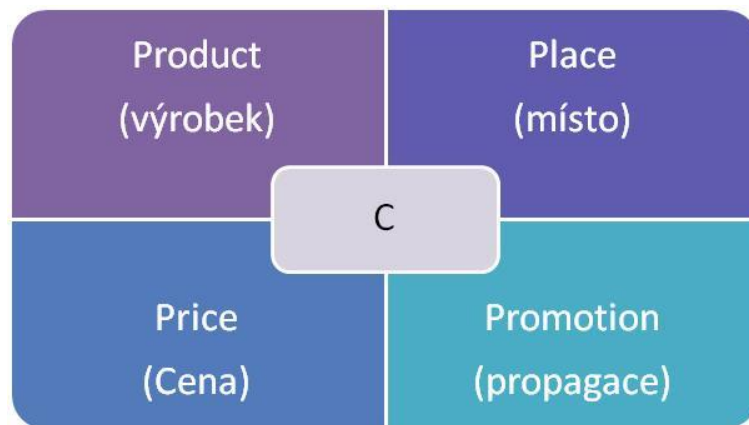 Product
(výrobek)
Place
(místo)
C
Price
(Cena)
Promotion
(propagace)